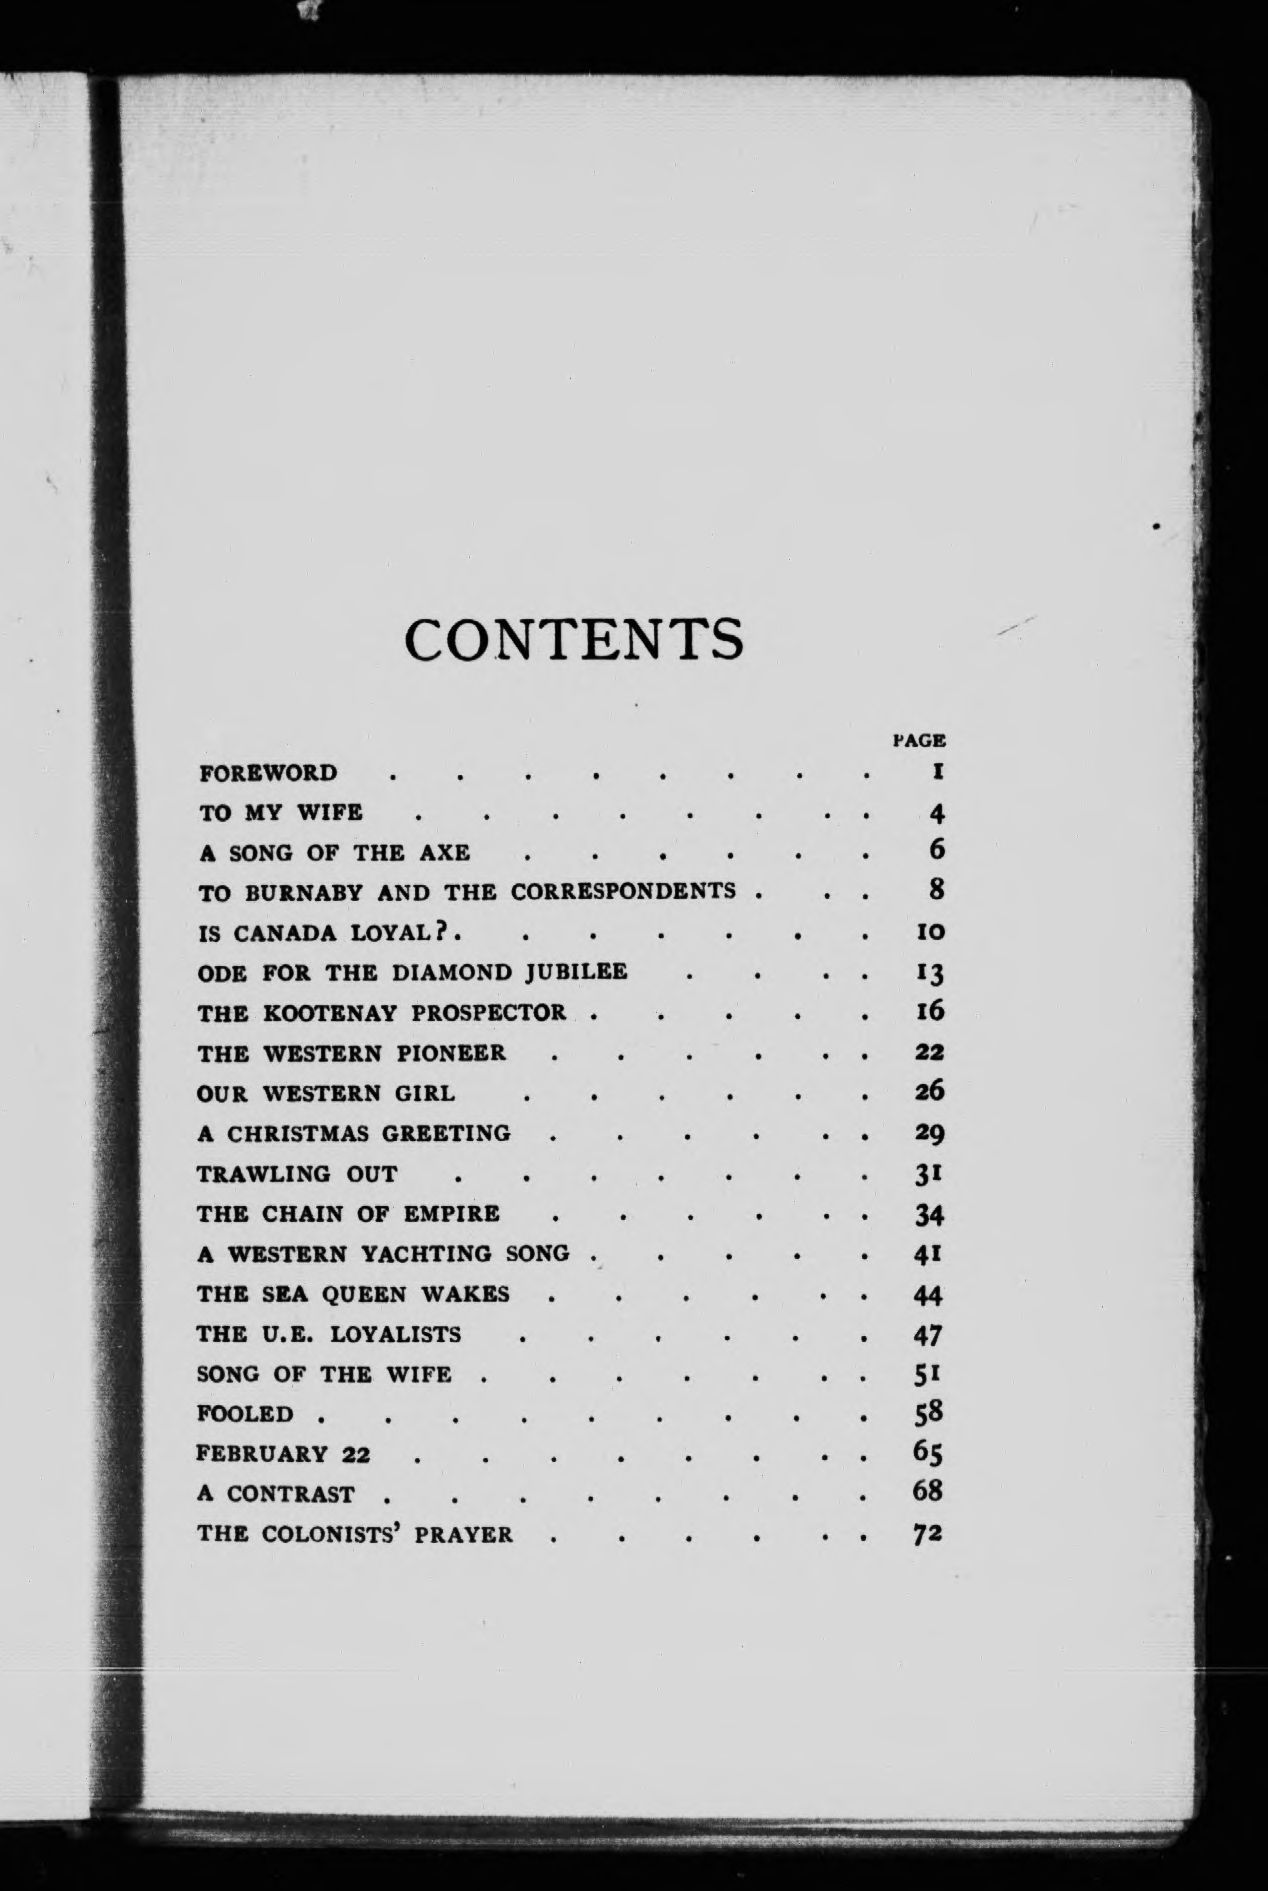 CONTENTS
PAGE
FOREWORD . . . . . . . . 1
TO MY WIFE . . . . . . . . 4
A SONG OF THE AXE . . . . . . 6
TO BURNABY AND THE CORRESPONDENTS . . . 8
IS CANADA LOYAL? . . . . . . . 10
ODE FOR THE DIAMOND JUBILEE . . . . 13
THE KOOTENAY PROSPECTOR . . . . . 16
THE WESTERN PIONEER . . . . . . 22
OUR WESTERN GIRL . . . . . . 26
A CHRISTMAS GREETING . . . . . . 29
TRAWLING OUT . . . . . . . 31
THE CHAIN OF EMPIRE . . . . . . 34
A WESTERN YACHTING SONG . . . . . 41
THE SEA QUEEN WAKES . . . . . . 44
THE U.E. LOYALISTS . . . . . . 47
SONG OF THE WIFE . . . . . . . 51
FOOLED . . . . . . . . . 58
FEBRUARY 22 . . . . . . . . 65
A CONTRAST . . . . . . . . 68
THE COLONISTS' PRAYER . . . . . . 72